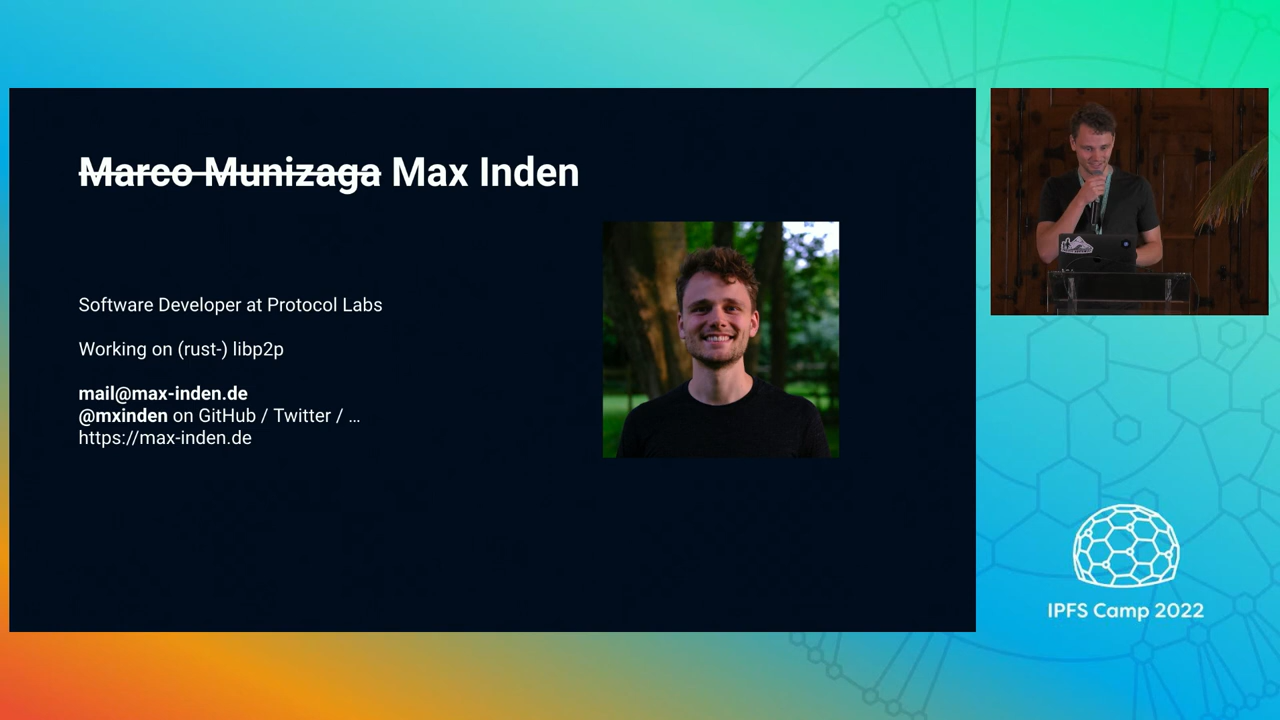 Marco Munizaga Max Inden
Software Developer at Protocol Labs
Working on (rust-) libp2p
mail@max-inden.de
@mxinden on GitHub / Twitter / ...
https://max-inden.de
IPFS Camp 2022